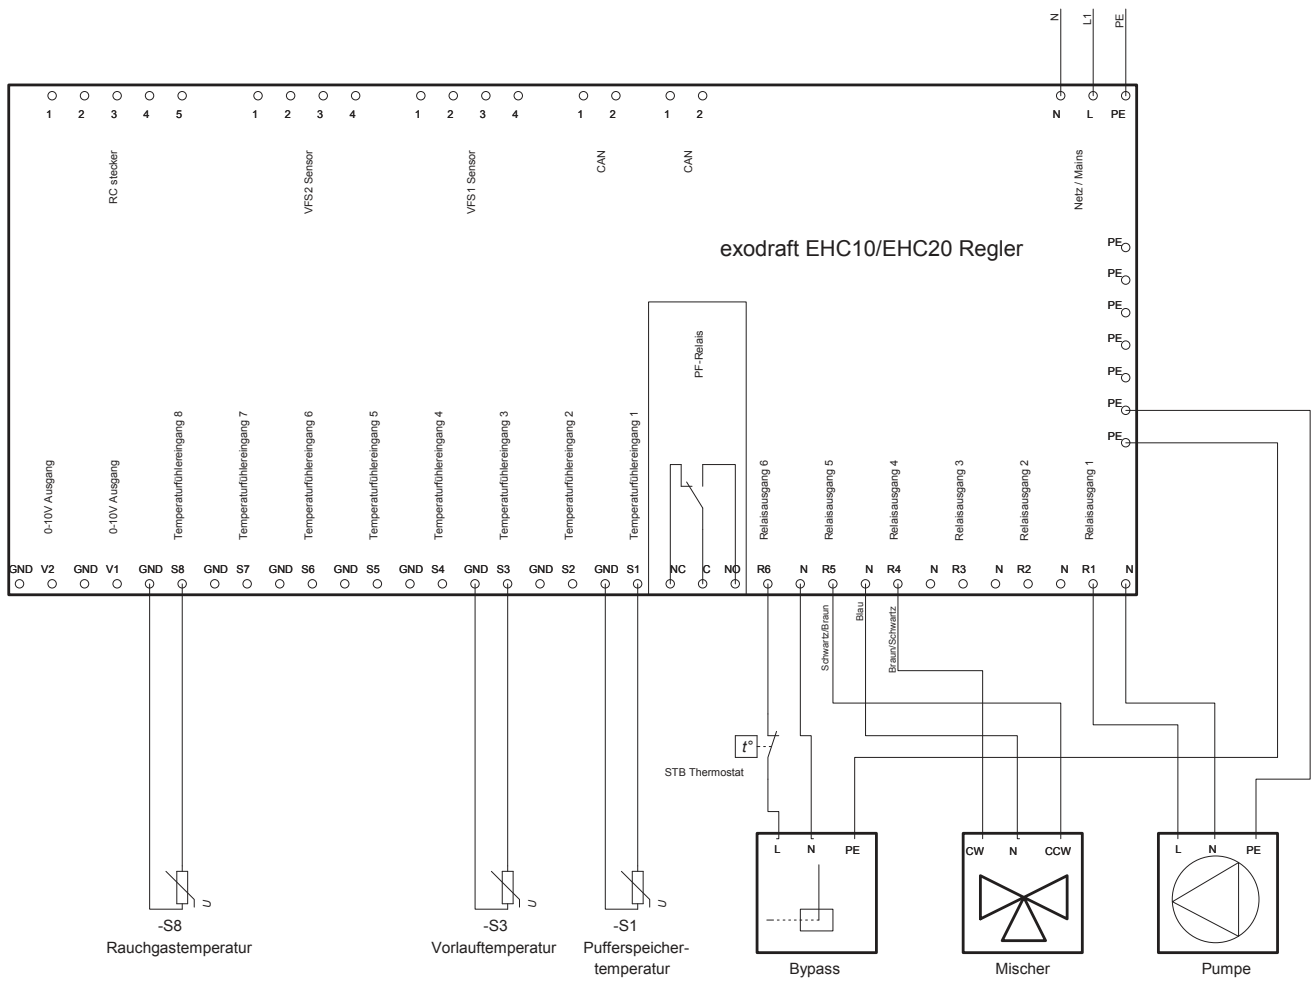 N L1 PE
1 2 3 4 5 1 2 3 4 1 2 3 4 1 2 1 2 N L PE
RC stecker
VFS2 Sensor
VFS1 Sensor
CAN
CAN
Netz / Mains
exodraft EHC10/EHC20 Regler
PE
PE
PE
PE
PE
PE
PE
PF-Relais
0-10V Ausgang
0-10V Ausgang
Temperaturfühlereingang 8
Temperaturfühlereingang 7
Temperaturfühlereingang 6
Temperaturfühlereingang 5
Temperaturfühlereingang 4
Temperaturfühlereingang 3
Temperaturfühlereingang 2
Temperaturfühlereingang 1
Relaisausgang 6
Relaisausgang 5
Relaisausgang 4
Relaisausgang 3
Relaisausgang 2
Relaisausgang 1
GND V2 GND V1 GND S8 GND S7 GND S6 GND S5 GND S4 GND S3 GND S2 GND S1 NC C NO R6 N R5 N R4 N R3 N R2 N R1 N
Schwartz/Braun
Blau
Braun/Schwartz
t°
STB Thermostat
L N PE
CW N CCW
L N PE
U
U
U
-S8
Rauchgastemperatur
-S3
Vorlauftemperatur
-S1
Pufferspeicher-
temperatur
Bypass
Mischer
Pumpe